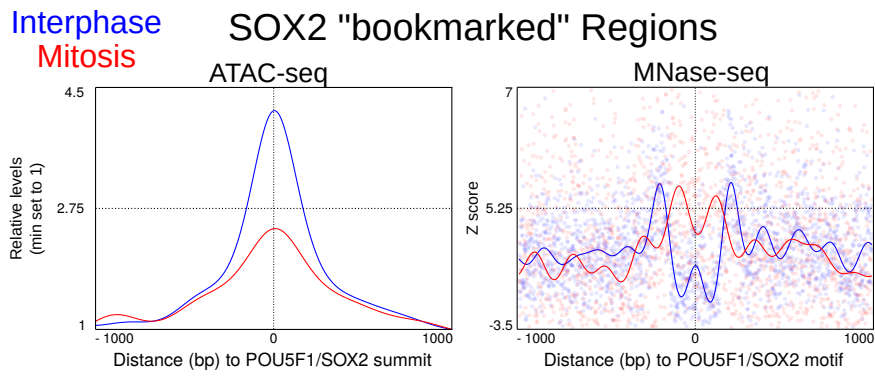 Interphase
Mitosis
SOX2 "bookmarked" Regions
ATAC-seq
4.5
2.75
1
Relative levels
(min set to 1)
- 1000
0
1000
Distance (bp) to POU5F1/SOX2 summit
MNase-seq
7
5.25
-3.5
Z score
- 1000
0
1000
Distance (bp) to POU5F1/SOX2 motif